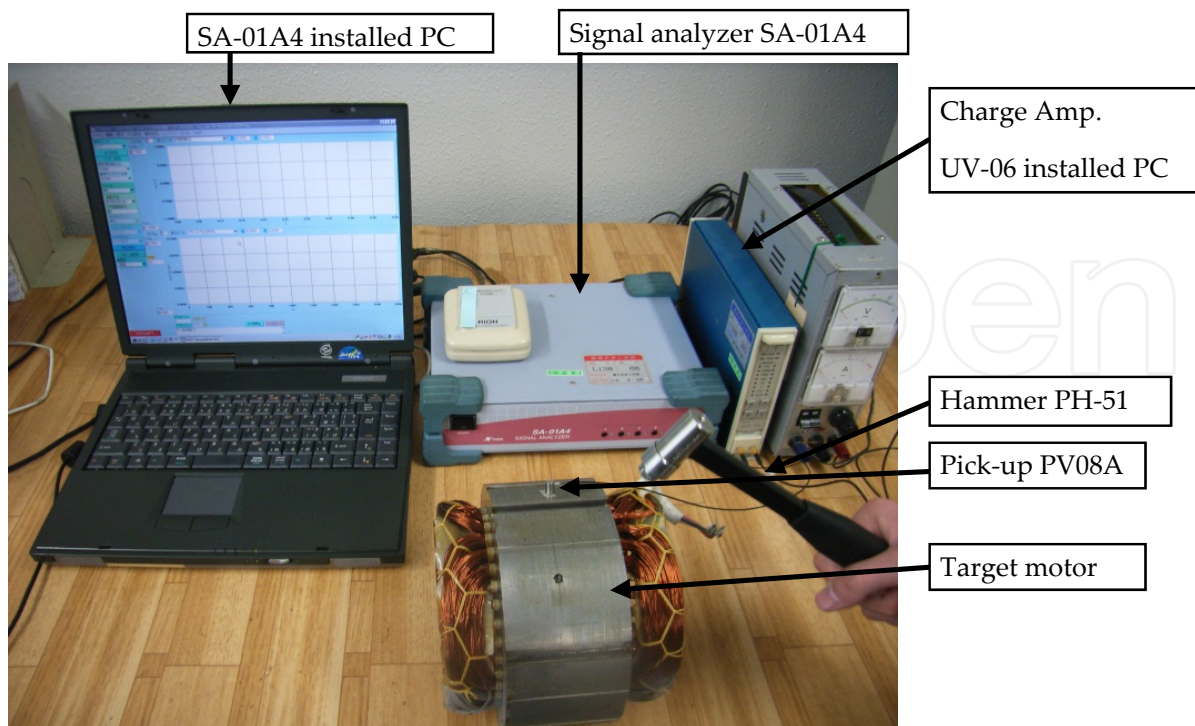 SA-01A4 installed PC
Signal analyzer SA-01A4
Charge Amp.
UV-06 installed PC
Hammer PH-51
Pick-up PV08A
Target motor
open
RION
SA-01A4
SIGNAL ANALYZER
V
A